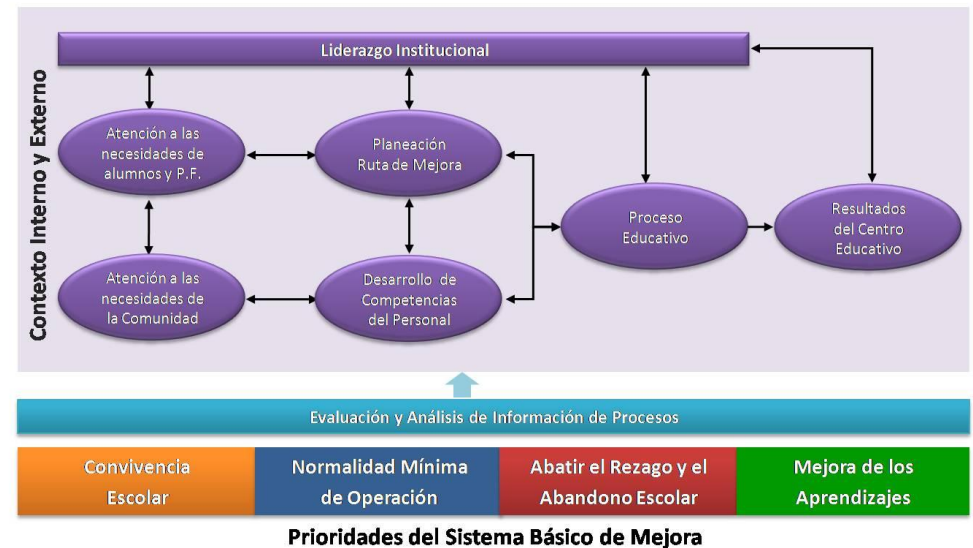 Contexto Interno y Externo
Liderazgo Institucional
Atención a las
necesidades de
alumnos y P.F.
Planeación
Ruta de Mejora
Proceso
Educativo
Resultados
del Centro
Educativo
Atención a las
necesidades de
la Comunidad
Desarrollo de
Competencias
del Personal
Evaluación y Análisis de Información de Procesos
Convivencia
Escolar
Normalidad Mínima
de Operación
Abatir el Rezago y el
Abandono Escolar
Mejora de los
Aprendizajes
Prioridades del Sistema Básico de Mejora